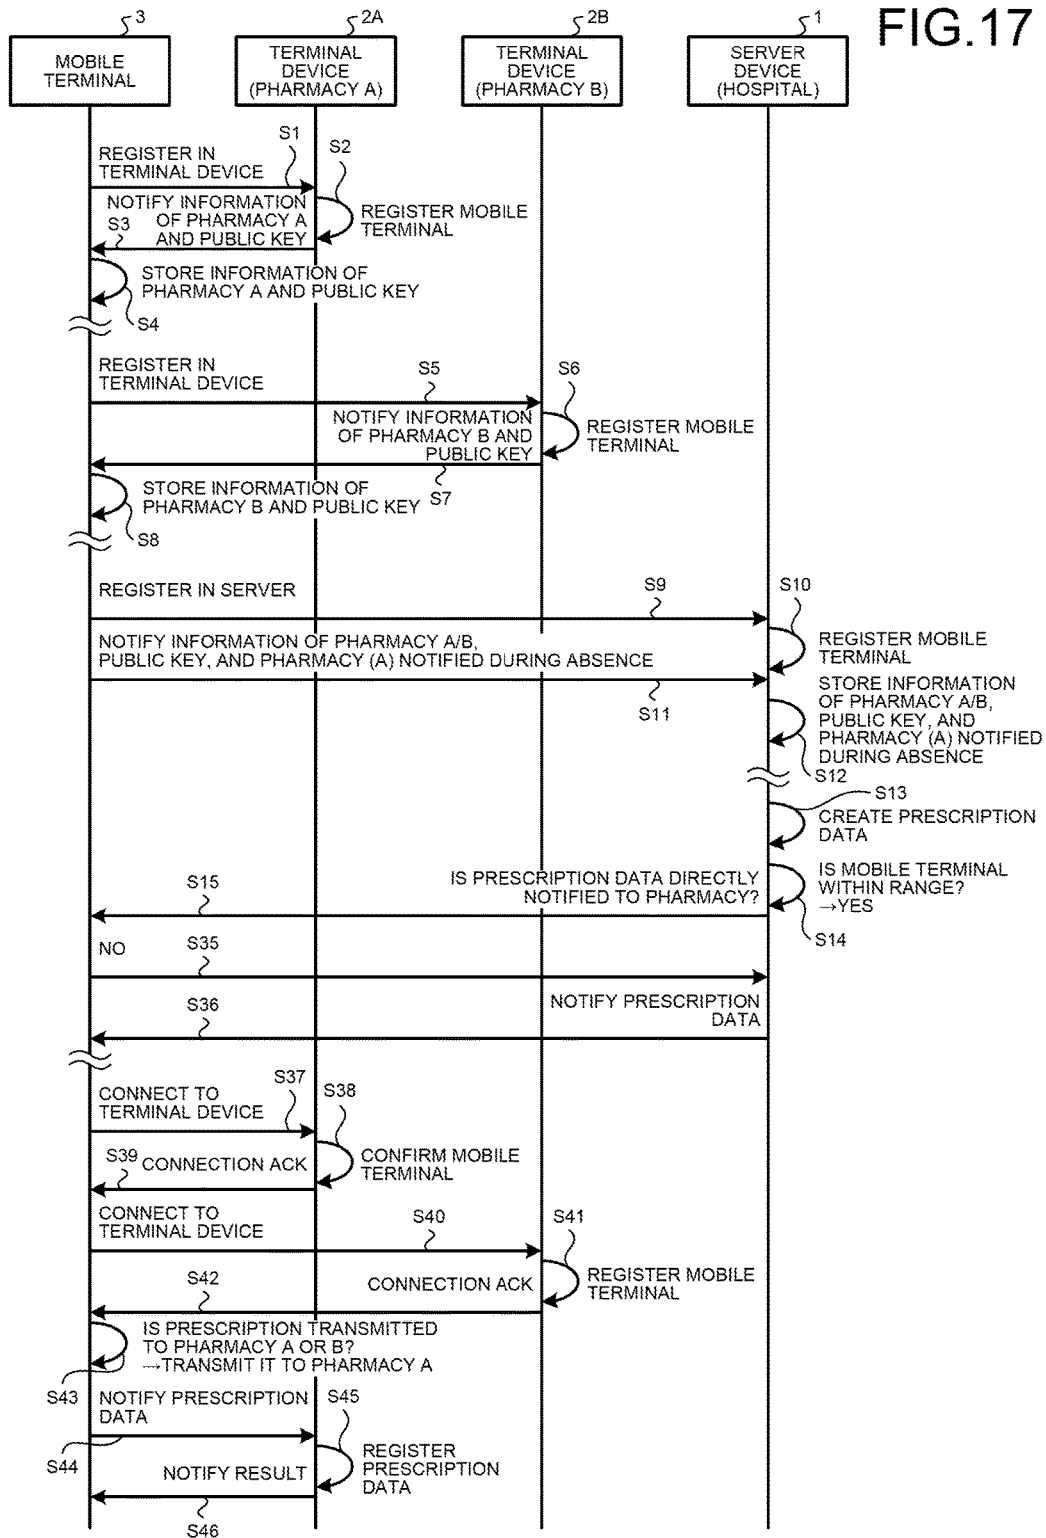 FIG.17
3
2A
2B
1
MOBILE
TERMINAL
TERMINAL
DEVICE
(PHARMACY A)
TERMINAL
DEVICE
(PHARMACY B)
SERVER
DEVICE
(HOSPITAL)
REGISTER IN
TERMINAL DEVICE
S1
S2
REGISTER MOBILE
TERMINAL
NOTIFY INFORMATION
OF PHARMACY A
AND PUBLIC KEY
S3
STORE INFORMATION OF
PHARMACY A AND PUBLIC KEY
S4
REGISTER IN
TERMINAL DEVICE
S5
S6
REGISTER MOBILE
TERMINAL
NOTIFY INFORMATION
OF PHARMACY B AND
PUBLIC KEY
S7
STORE INFORMATION OF
PHARMACY B AND PUBLIC KEY
S8
REGISTER IN SERVER
S9
S10
REGISTER MOBILE
TERMINAL
NOTIFY INFORMATION OF PHARMACY A/B,
PUBLIC KEY, AND PHARMACY (A) NOTIFIED DURING ABSENCE
S11
STORE INFORMATION
OF PHARMACY A/B,
PUBLIC KEY, AND
PHARMACY (A) NOTIFIED
DURING ABSENCE
S12
S13
CREATE PRESCRIPTION
DATA
IS MOBILE TERMINAL
WITHIN RANGE?
→YES
S14
IS PRESCRIPTION DATA DIRECTLY
NOTIFIED TO PHARMACY?
S15
NO
S35
NOTIFY PRESCRIPTION
DATA
S36
CONNECT TO
TERMINAL DEVICE
S37
S38
CONFIRM MOBILE
TERMINAL
S39
CONNECTION ACK
CONNECT TO
TERMINAL DEVICE
S40
S41
REGISTER MOBILE
TERMINAL
S42
CONNECTION ACK
IS PRESCRIPTION TRANSMITTED
TO PHARMACY A OR B?
→TRANSMIT IT TO PHARMACY A
S43
NOTIFY PRESCRIPTION
DATA
S44
S45
REGISTER
PRESCRIPTION
DATA
NOTIFY RESULT
S46